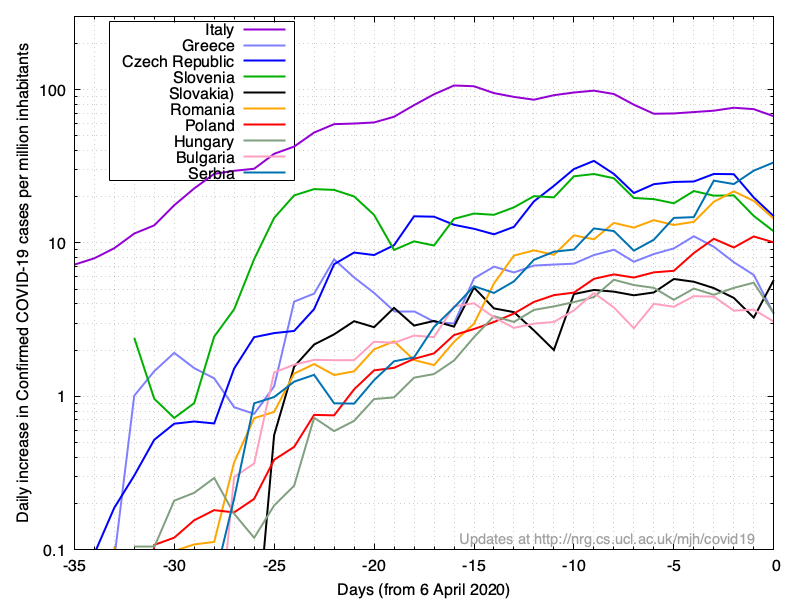 Daily increase in Confirmed COVID-19 cases per million inhabitants
Italy
Greece
Czech Republic
Slovenia
Slovakia)
Romania
Poland
Hungary
Bulgaria
Serbia
100
10
1
0.1
-35
-30
-25
-20
-15
-10
-5
0
Updates at http://nrg.cs.ucl.ac.uk/mjh/covid19
Days (from 6 April 2020)